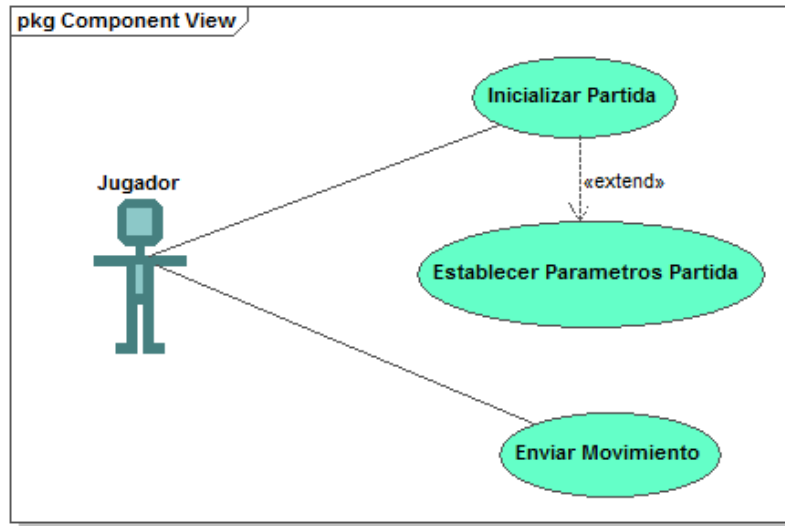 pkg Component View
Inicializar Partida
Jugador
«extend»
Establecer Parametros Partida
Enviar Movimiento